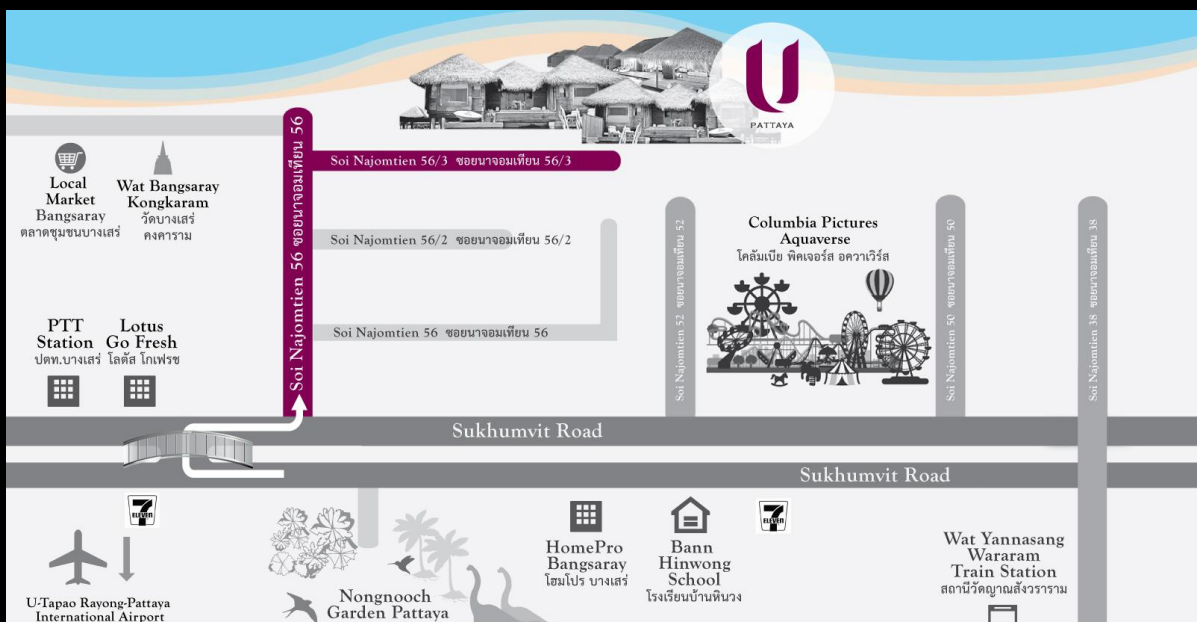 U
PATTAYA
Soi Najomtien 56 ซอยนาจอมเทียน 56
Soi Najomtien 56/3 ซอยนาจอมเทียน 56/3
Local
Market
Bangsaray
ตลาดชุมชนบางเสร่
Wat Bangsaray
Kongkaram
วัดบางเสร่
คงคาราม
Soi Najomtien 56/2 ซอยนาจอมเทียน 56/2
Soi Najomtien 56 ซอยนาจอมเทียน 56
Soi Najomtien 52 ซอยนาจอมเทียน 52
Columbia Pictures
Aquaverse
โคลัมเบีย พิคเจอร์ส อควาเวิร์ส
Soi Najomtien 50 ซอยนาจอมเทียน 50
Soi Najomtien 38 ซอยนาจอมเทียน 38
PTT
Station
ปตท.บางเสร่
Lotus
Go Fresh
โลตัส โกเฟรช
Sukhumvit Road
Sukhumvit Road
7
ELEVEN
U-Tapao Rayong-Pattaya
International Airport
Nongnooch
Garden Pattaya
HomePro
Bangsaray
โฮมโปร บางเสร่
Bann
Hinwong
School
โรงเรียนบ้านหินวง
7
ELEVEN
Wat Yannasang
Wararam
Train Station
สถานีวัดญาณสังวราราม